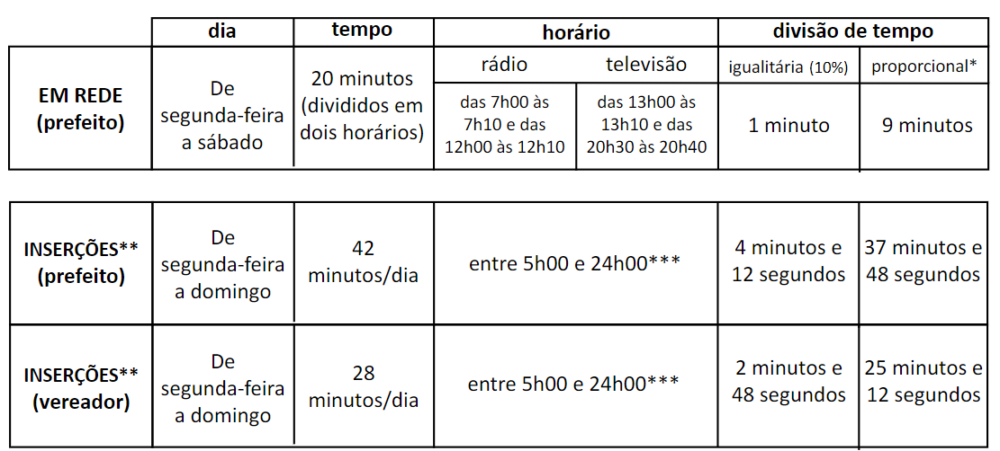 dia
tempo
horário
divisão de tempo
EM REDE
(prefeito)
De
segunda-feira
a sábado
20 minutos
(divididos em
dois horários)
rádio
televisão
igualitária (10%)
proporcional*
das 7h00 às
7h10 e das
12h00 às 12h10
das 13h00 às
13h10 e das
20h30 às 20h40
1 minuto
9 minutos
INSERÇÕES**
(prefeito)
De
segunda-feira
a domingo
42
minutos/dia
entre 5h00 e 24h00***
4 minutos e
12 segundos
37 minutos e
48 segundos
INSERÇÕES**
(vereador)
De
segunda-feira
a domingo
28
minutos/dia
entre 5h00 e 24h00***
2 minutos e
48 segundos
25 minutos e
12 segundos